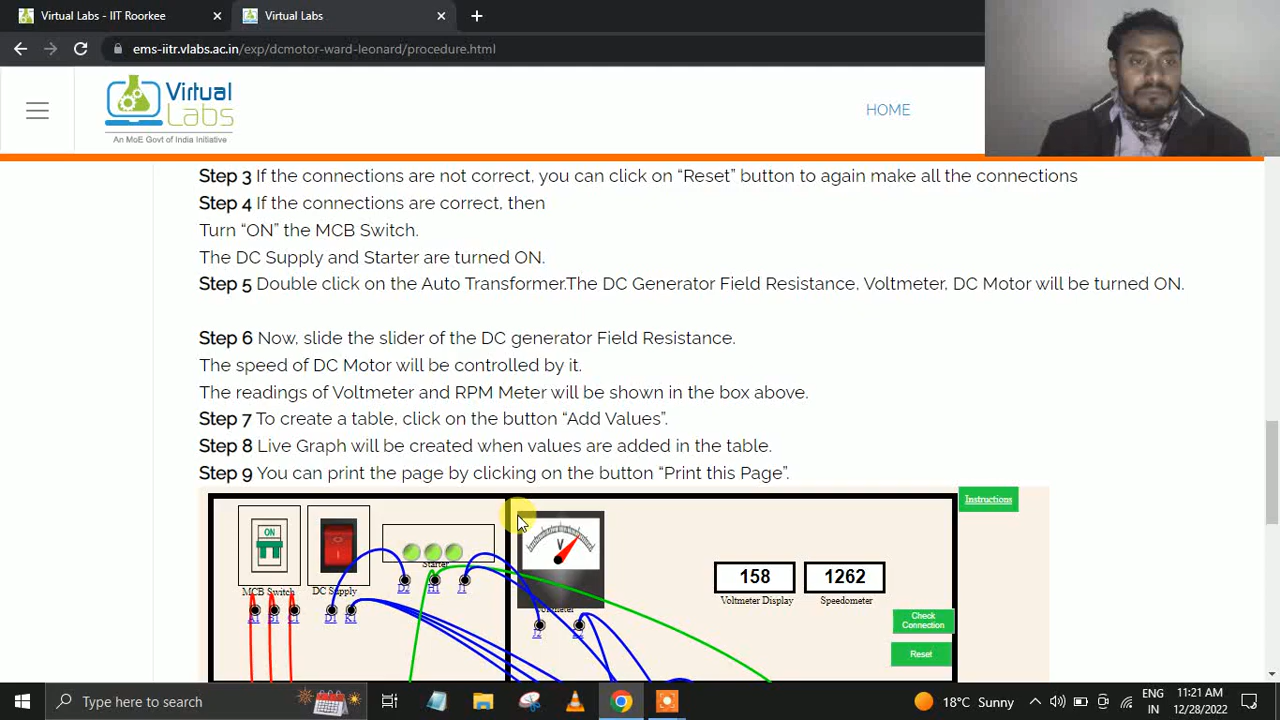 Virtual Labs - IIT Roorkee
Virtual Labs
ems-iitr.vlabs.ac.in/exp/dcmotor-ward-leonard/procedure.html
Virtual
Labs
An MoE Govt of India Initiative
HOME
Step 3 If the connections are not correct, you can click on “Reset” button to again make all the connections
Step 4 If the connections are correct, then
Turn “ON” the MCB Switch.
The DC Supply and Starter are turned ON.
Step 5 Double click on the Auto Transformer.The DC Generator Field Resistance, Voltmeter, DC Motor will be turned ON.
Step 6 Now, slide the slider of the DC generator Field Resistance.
The speed of DC Motor will be controlled by it.
The readings of Voltmeter and RPM Meter will be shown in the box above.
Step 7 To create a table, click on the button “Add Values”.
Step 8 Live Graph will be created when values are added in the table.
Step 9 You can print the page by clicking on the button “Print this Page”.
Instructions
ON
V
Starter
158
1262
MCB Switch
DC Supply
D2
H1
J1
Voltmeter Display
Speedometer
A1
B1
C1
D1
K1
J2
Check
Connection
Reset
Type here to search
18°C Sunny
ENG
IN
11:21 AM
12/28/2022